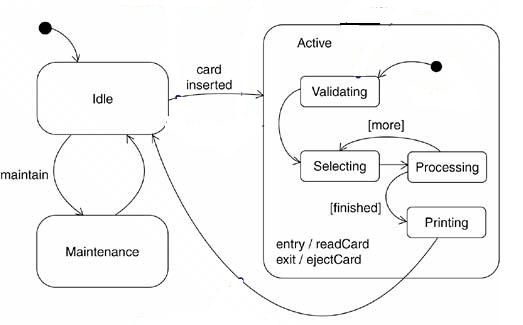 Active
card
inserted
Idle
Validating
[more]
Selecting
Processing
maintain
[finished]
Printing
Maintenance
entry / readCard
exit / ejectCard